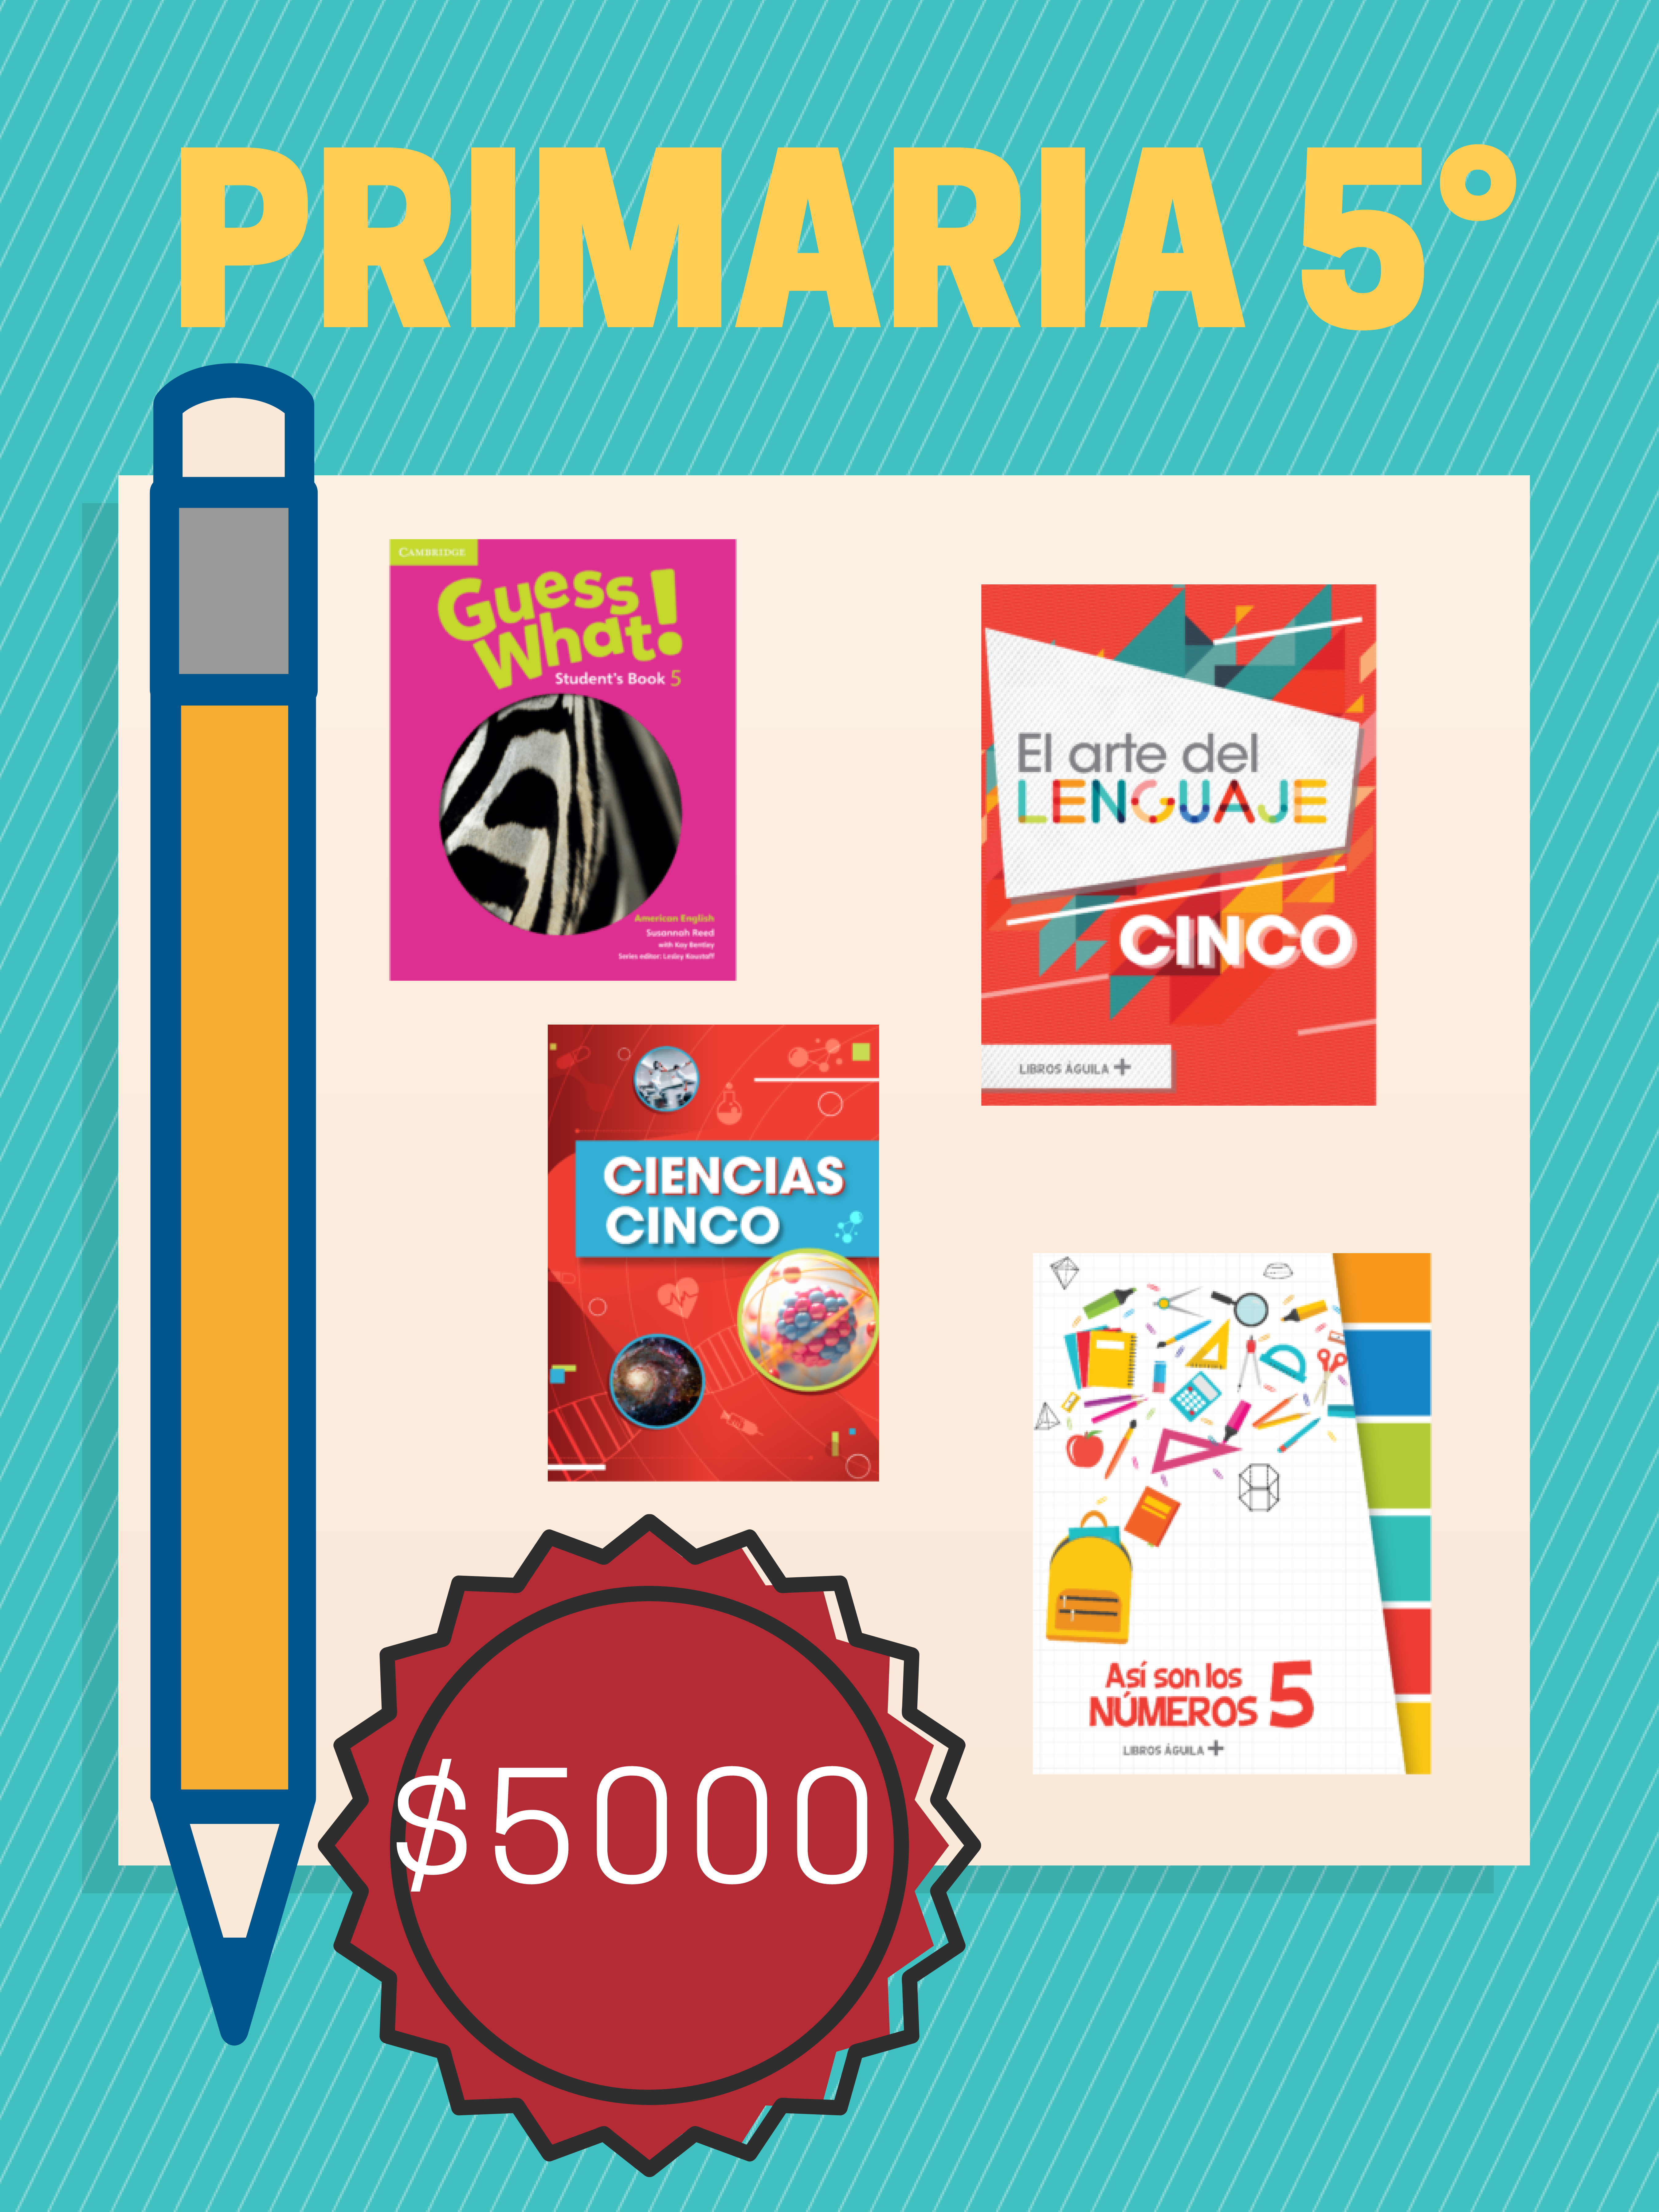 PRIMARIA 5°
CAMBRIDGE
Guess
What!
Student's Book 5
American English
Susannah Reed
with Kay Bentley
Series editor: Lesley Koustaff
El arte del
LENGUAJE
CINCO
LIBROS ÁGUILA +
CIENCIAS
CINCO
Así son los
NÚMEROS 5
LIBROS ÁGUILA +
$5000